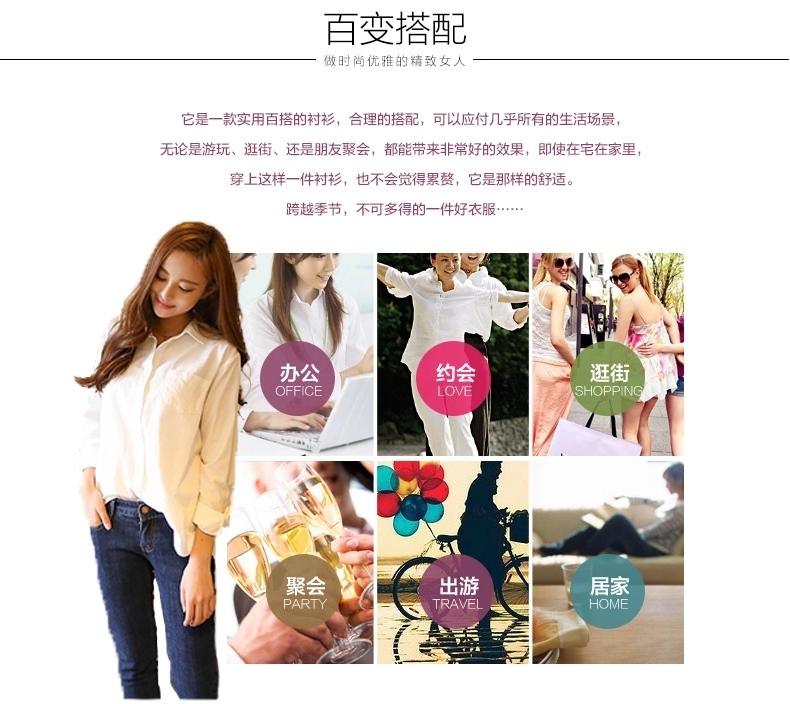 百变搭配
做时尚优雅的精致女人
它是一款实用百搭的衬衫，合理的搭配，可以应付几乎所有的生活场景，
无论是游玩、逛街、还是朋友聚会，都能带来非常好的效果，即使在宅在家里，
穿上这样一件衬衫，也不会觉得累赘，它是那样的舒适。
跨越季节，不可多得的一件好衣服……
办公
OFFICE
约会
LOVE
逛街
SHOPPING
聚会
PARTY
出游
TRAVEL
居家
HOME